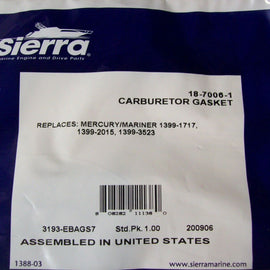 Sierra
Marine Engine and Drive Parts
18-7006-1
CARBURETOR GASKET
REPLACES: MERCURY/MARINER 1399-1717,
1399-2015, 1399-3523
3193-EBAGS7 Std.Pk. 1.00 200906
ASSEMBLED IN UNITED STATES
1388-03 www.sierramarine.com